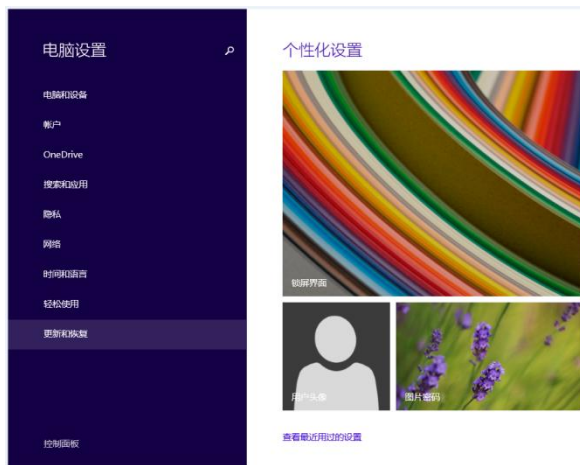 电脑设置
电脑和设备
帐户
OneDrive
搜索和应用
隐私
网络
时间和语言
轻松使用
更新和恢复
控制面板
个性化设置
锁屏界面
用户头像
图片密码
查看最近用过的设置